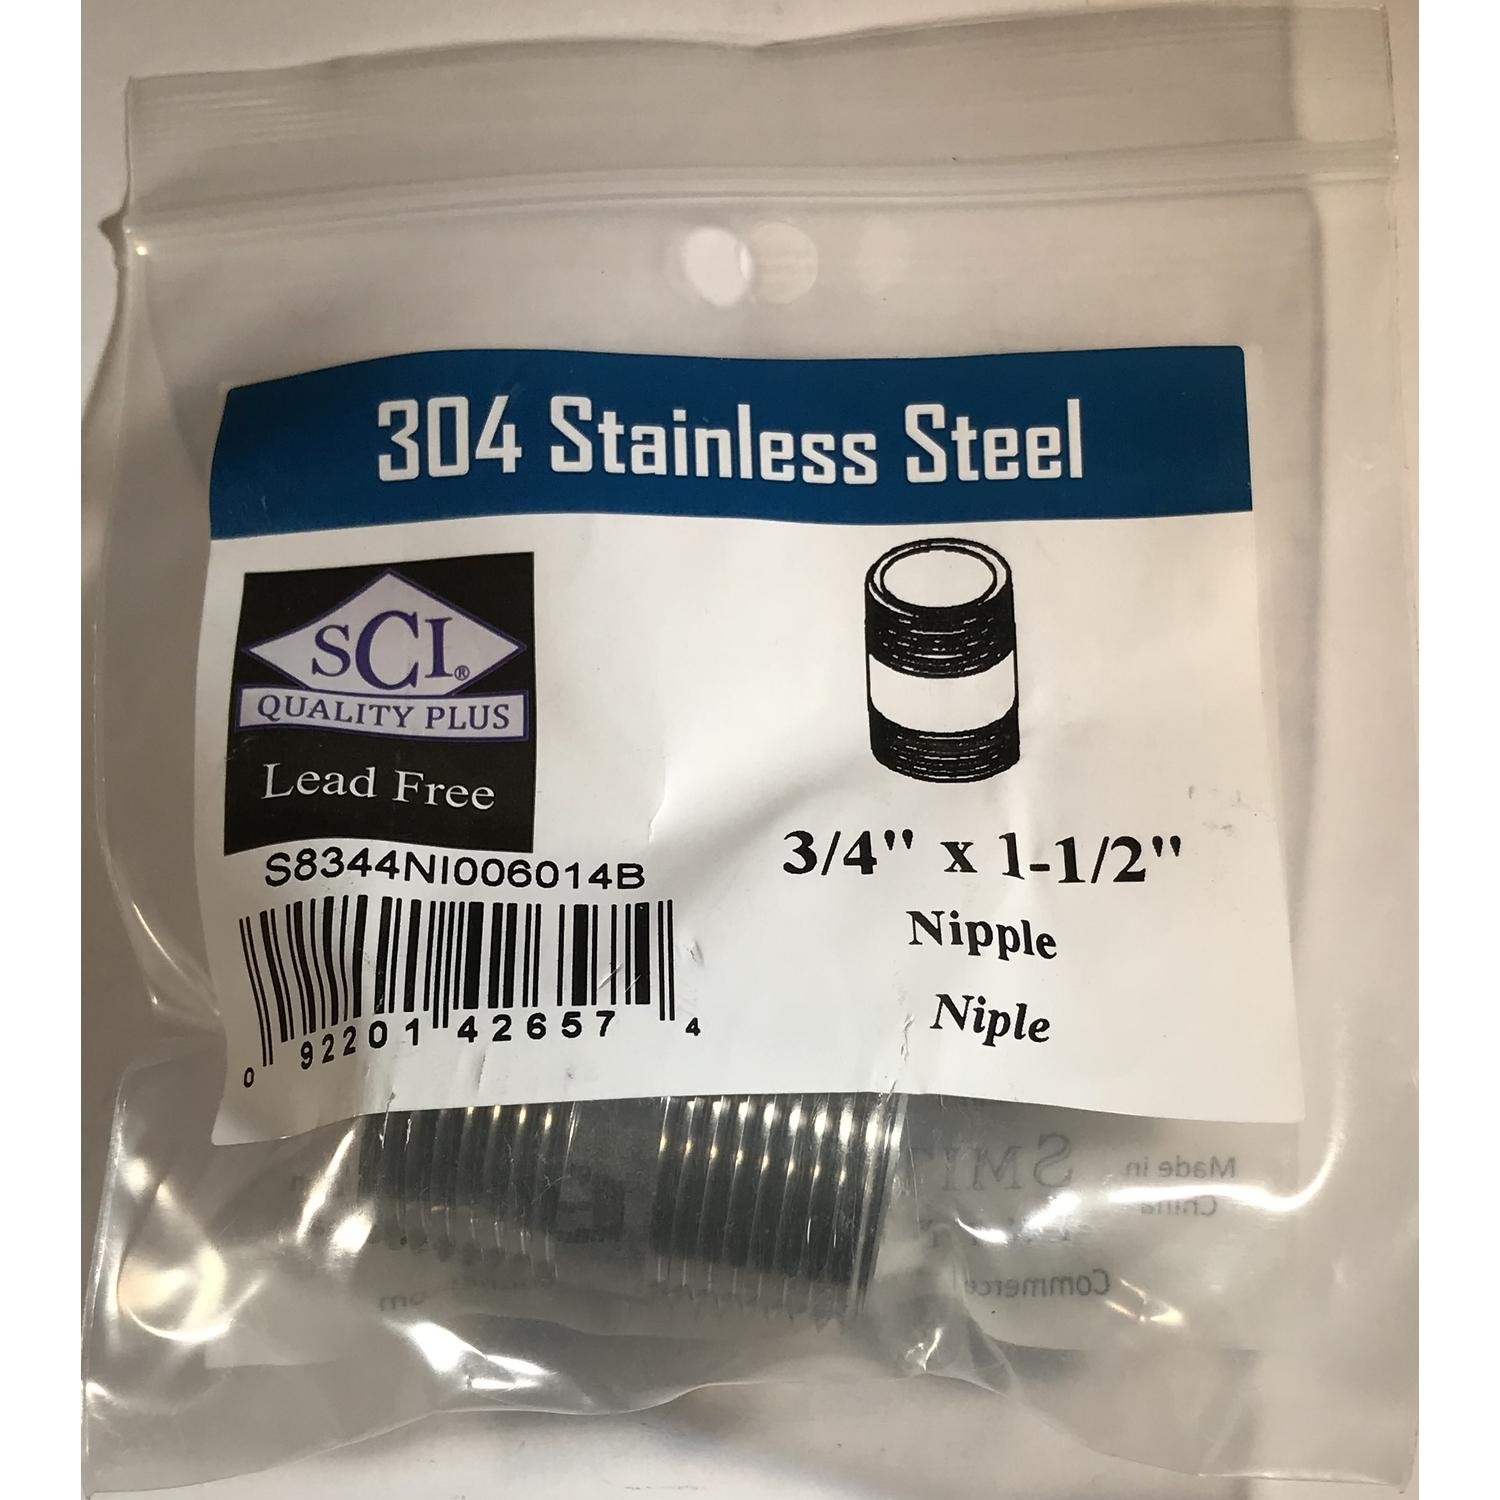 304 Stainless Steel
SCI®
QUALITY PLUS
Lead Free
S8344NI006014B
0 92201 42657 4
3/4" x 1-1/2"
Nipple
Niple
Made in
China
Commerce